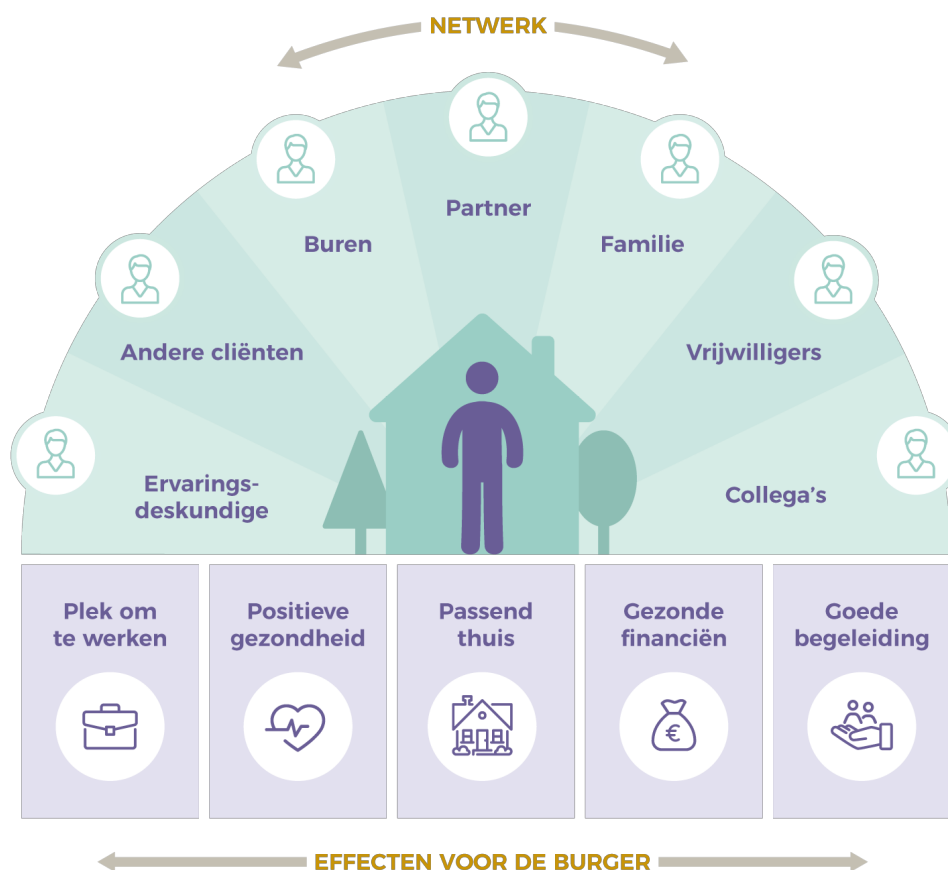 NETWERK
Partner
Buren
Familie
Andere cliënten
Vrijwilligers
Ervarings-
deskundige
Collega's
Plek om
te werken
Positieve
gezondheid
Passend
thuis
Gezonde
financiën
Goede
begeleiding
€
EFFECTEN VOOR DE BURGER